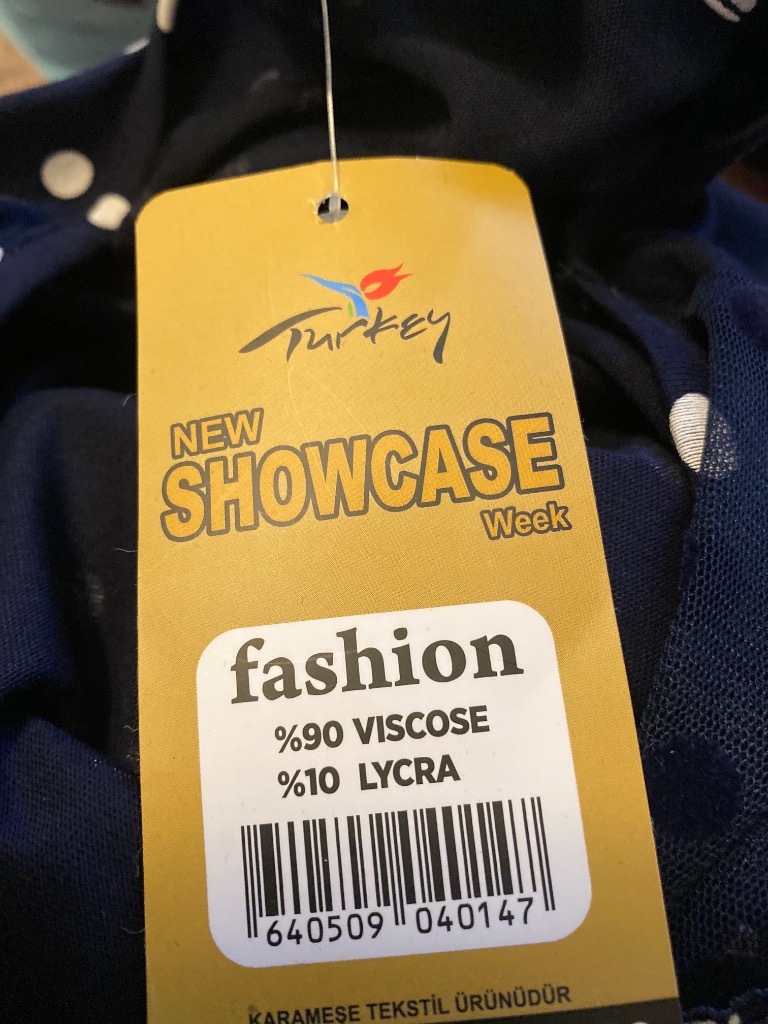 Turkey
NEW
SHOWCASE
Week
fashion
%90 VISCOSE
%10 LYCRA
640509 040147
KARAMEŞE TEKSTİL ÜRÜNÜDÜR